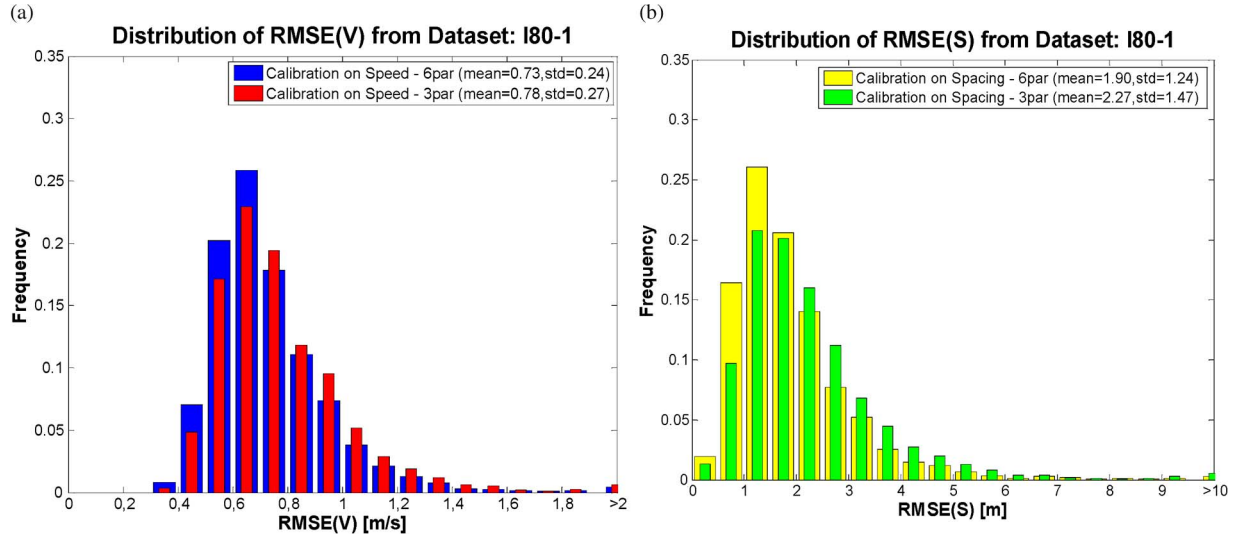 (a)
Distribution of RMSE(V) from Dataset: I80-1
Calibration on Speed - 6par (mean=0.73,std=0.24)
Calibration on Speed - 3par (mean=0.78,std=0.27)
Frequency
0.35
0.3
0.25
0.2
0.15
0.1
0.05
0
0 0,2 0,4 0,6 0,8 1 1,2 1,4 1,6 1,8 >2
RMSE(V) [m/s]
(b)
Distribution of RMSE(S) from Dataset: I80-1
Calibration on Spacing - 6par (mean=1.90,std=1.24)
Calibration on Spacing - 3par (mean=2.27,std=1.47)
Frequency
0.35
0.3
0.25
0.2
0.15
0.1
0.05
0
0 1 2 3 4 5 6 7 8 9 >10
RMSE(S) [m]